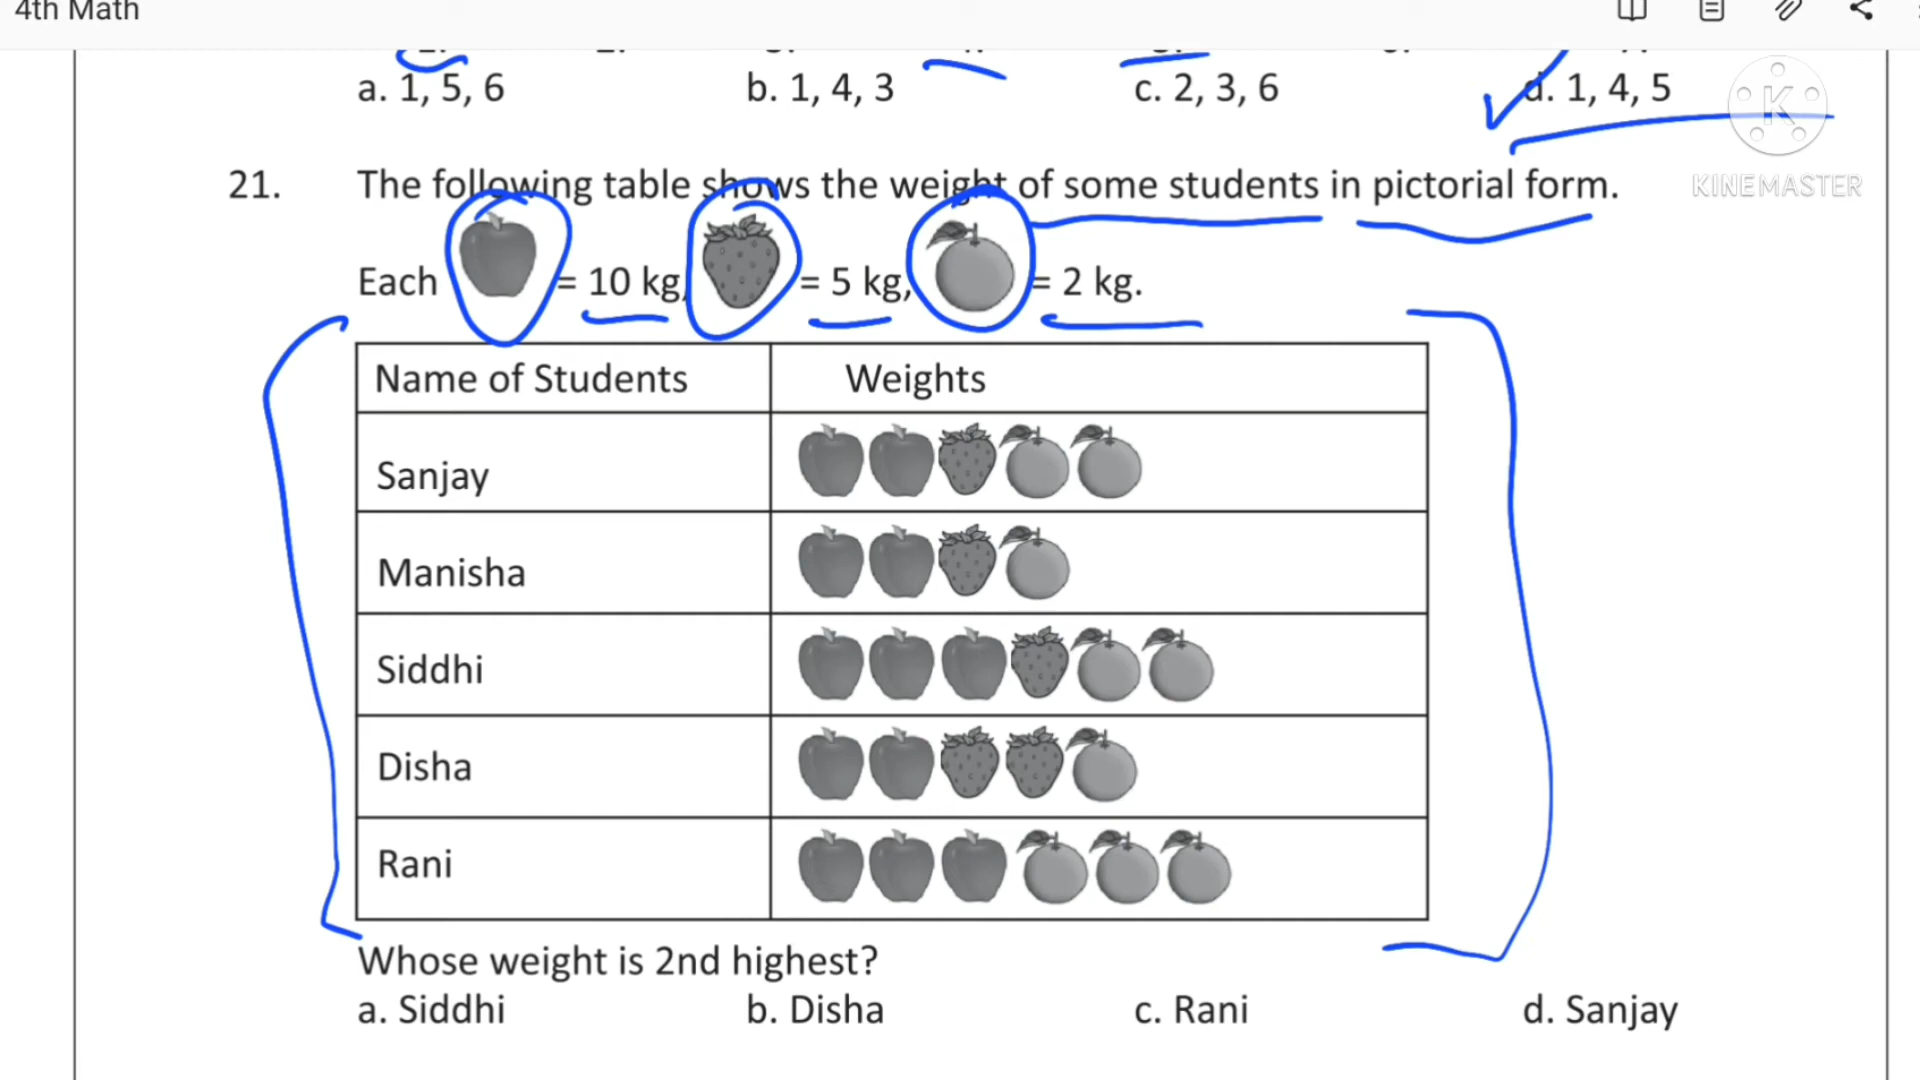 4th Math
a. 1, 5, 6 b. 1, 4, 3 c. 2, 3, 6 d. 1, 4, 5
KINEMASTER
21. The following table shows the weight of some students in pictorial form.
Each = 10 kg, = 5 kg, = 2 kg.
Name of Students Weights
Sanjay
Manisha
Siddhi
Disha
Rani
Whose weight is 2nd highest?
a. Siddhi b. Disha c. Rani d. Sanjay